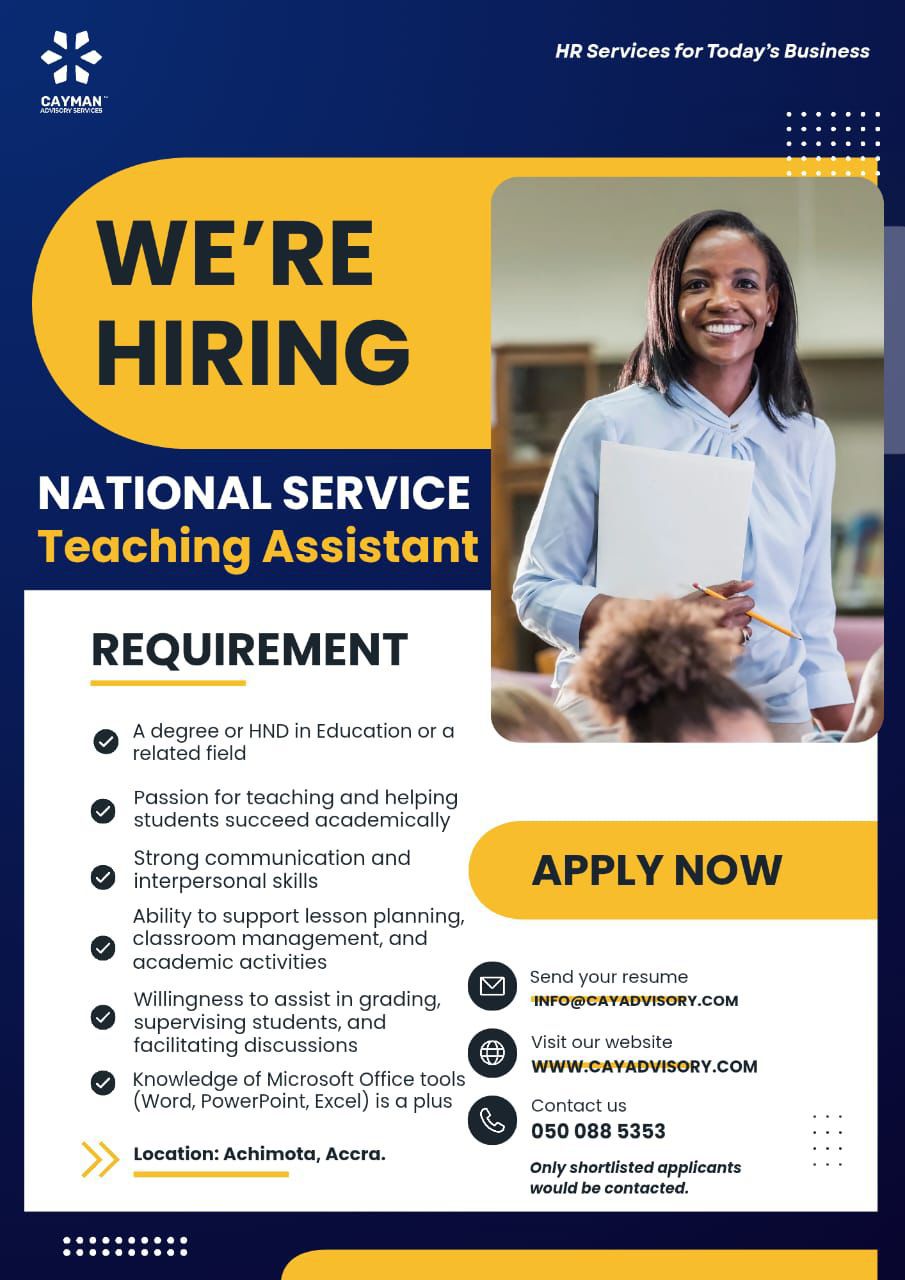 CAYMAN™
ADVISORY SERVICES
HR Services for Today's Business
WE'RE
HIRING
NATIONAL SERVICE
Teaching Assistant
REQUIREMENT
A degree or HND in Education or a
related field
Passion for teaching and helping
students succeed academically
Strong communication and
interpersonal skills
Ability to support lesson planning,
classroom management, and
academic activities
Willingness to assist in grading,
supervising students, and
facilitating discussions
Knowledge of Microsoft Office tools
(Word, PowerPoint, Excel) is a plus
Location: Achimota, Accra.
APPLY NOW
Send your resume
INFO@CAYADVISORY.COM
Visit our website
WWW.CAYADVISORY.COM
Contact us
050 088 5353
Only shortlisted applicants
would be contacted.